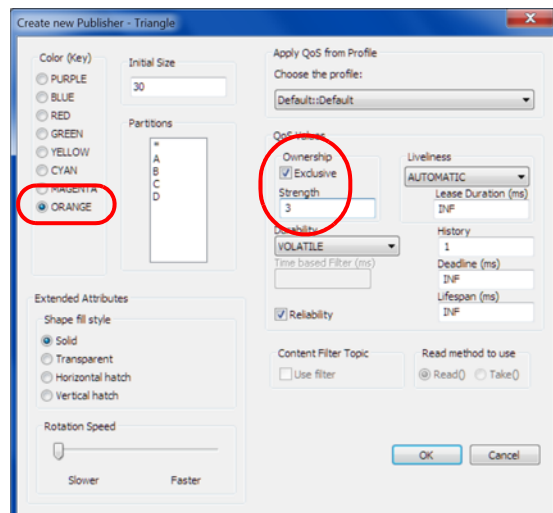 Create new Publisher - Triangle
Color (Key)
PURPLE
BLUE
RED
GREEN
YELLOW
CYAN
MAGENTA
ORANGE
Initial Size
30
Partitions
*
A
B
C
D
Apply QoS from Profile
Choose the profile:
Default::Default
QoS Values
Ownership
Exclusive
Strength
3
Liveliness
AUTOMATIC
Lease Duration (ms)
INF
Durability
VOLATILE
Time based Filter (ms)
Reliability
History
1
Deadline (ms)
INF
Lifespan (ms)
INF
Extended Attributes
Shape fill style
Solid
Transparent
Horizontal hatch
Vertical hatch
Rotation Speed
Slower Faster
Content Filter Topic
Use filter
Read method to use
Read() Take()
OK Cancel